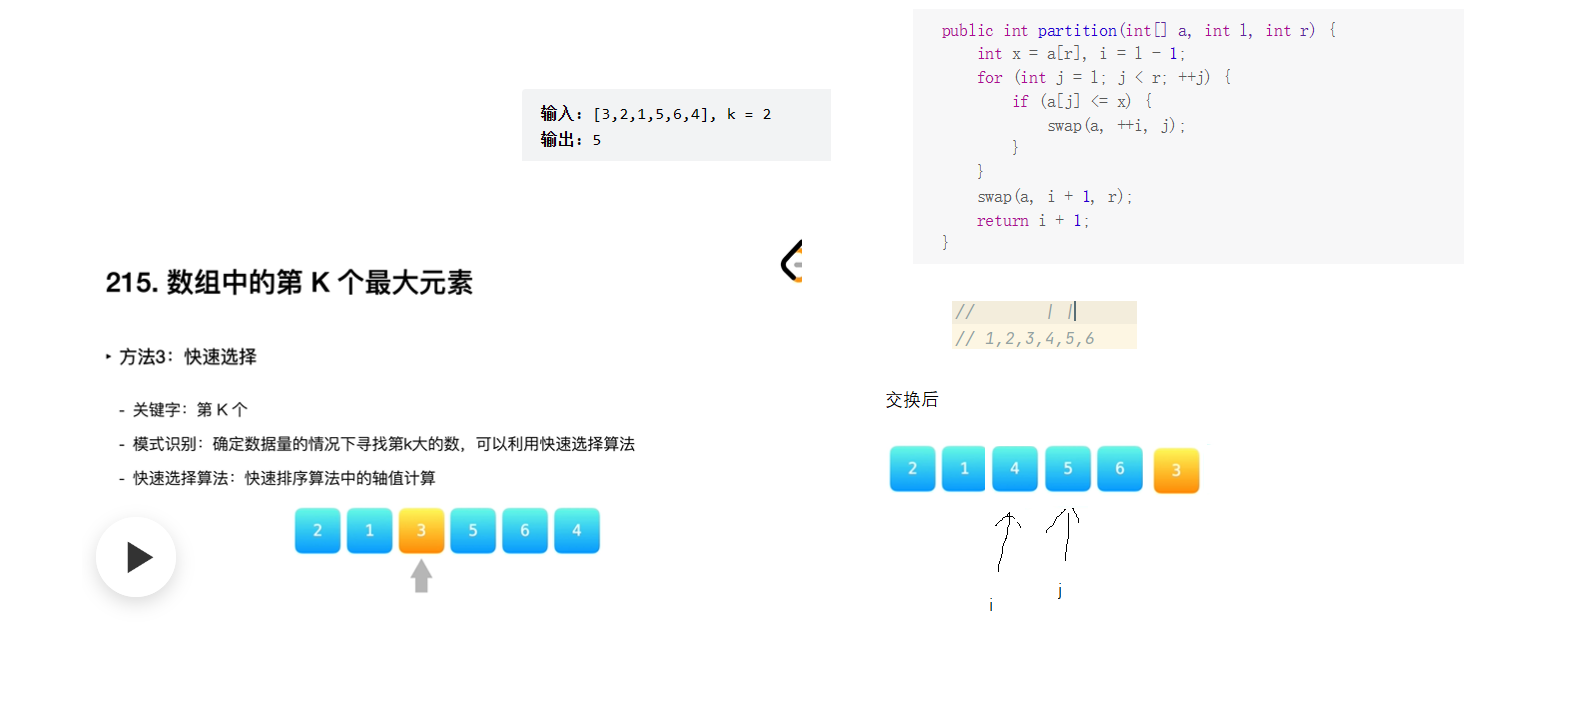 输入：[3,2,1,5,6,4], k = 2
输出：5
215. 数组中的第 K 个最大元素
‣ 方法3：快速选择
- 关键字：第 K 个
- 模式识别：确定数据量的情况下寻找第k大的数，可以利用快速选择算法
- 快速选择算法：快速排序算法中的轴值计算
2 1 3 5 6 4
public int partition(int[] a, int l, int r) {
int x = a[r], i = l - 1;
for (int j = l; j < r; ++j) {
if (a[j] <= x) {
swap(a, ++i, j);
}
}
swap(a, i + 1, r);
return i + 1;
}
// | |
// 1,2,3,4,5,6
交换后
2 1 4 5 6 3
i j